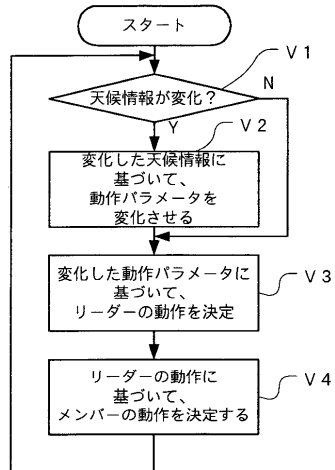 スタート
V1
天候情報が変化？
N
Y
V2
変化した天候情報に
基づいて、
動作パラメータを
変化させる
変化した動作パラメータに
基づいて、
リーダーの動作を決定
V3
リーダーの動作に
基づいて、
メンバーの動作を決定する
V4